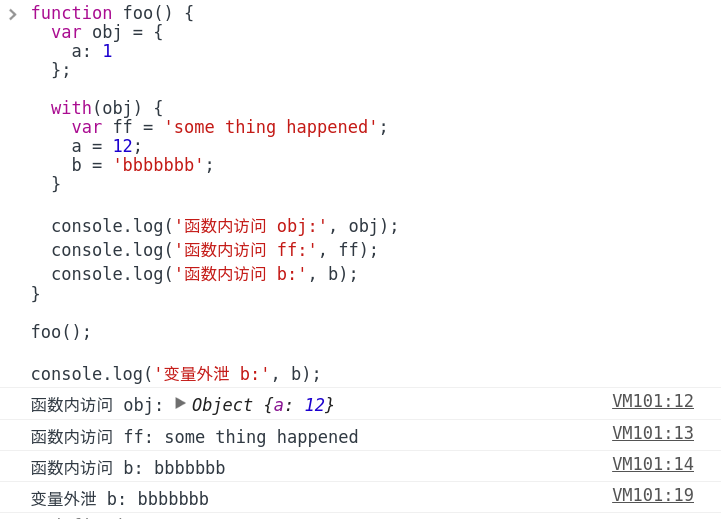 function foo() {
var obj = {
a: 1
};
with(obj) {
var ff = 'some thing happened';
a = 12;
b = 'bbbbbbb';
}
console.log('函数内访问 obj:', obj);
console.log('函数内访问 ff:', ff);
console.log('函数内访问 b:', b);
}
foo();
console.log('变量外泄 b:', b);
函数内访问 obj: Object {a: 12} VM101:12
函数内访问 ff: some thing happened VM101:13
函数内访问 b: bbbbbbb VM101:14
变量外泄 b: bbbbbbb VM101:19